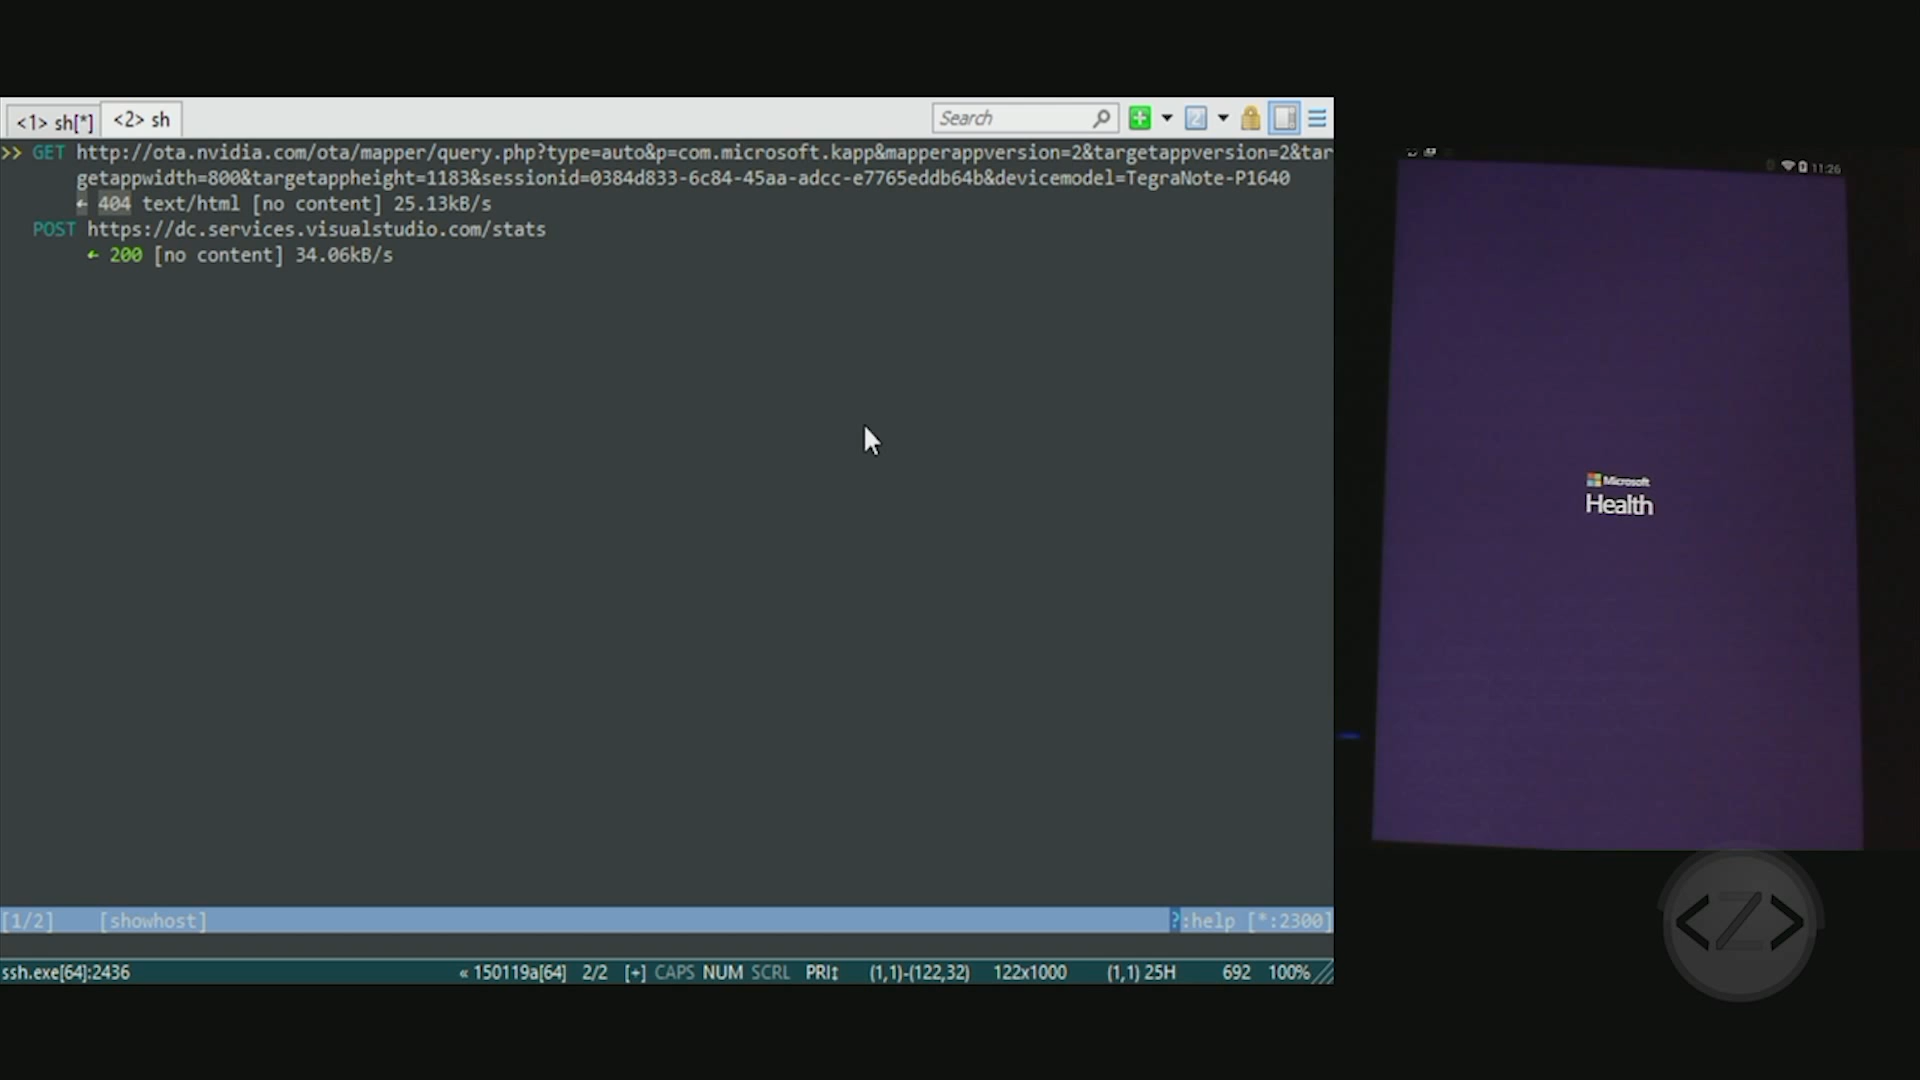 <1> sh[*]
<2> sh
Search
>> GET http://ota.nvidia.com/ota/mapper/query.php?type=auto&p=com.microsoft.kapp&mapperappversion=2&targetappversion=2&tar
getappwidth=800&targetappheight=1183&sessionid=0384d833-6c84-45aa-adcc-e7765eddb64b&devicemodel=TegraNote-P1640
← 404 text/html [no content] 25.13kB/s
POST https://dc.services.visualstudio.com/stats
← 200 [no content] 34.06kB/s
[1/2] [showhost] ?:help [*:2300]
ssh.exe[64]:2436 « 150119a[64] 2/2 [+] CAPS NUM SCRL PRI↕ (1,1)-(122,32) 122x1000 (1,1) 25H 692 100%
11:26
Microsoft
Health
<Z>